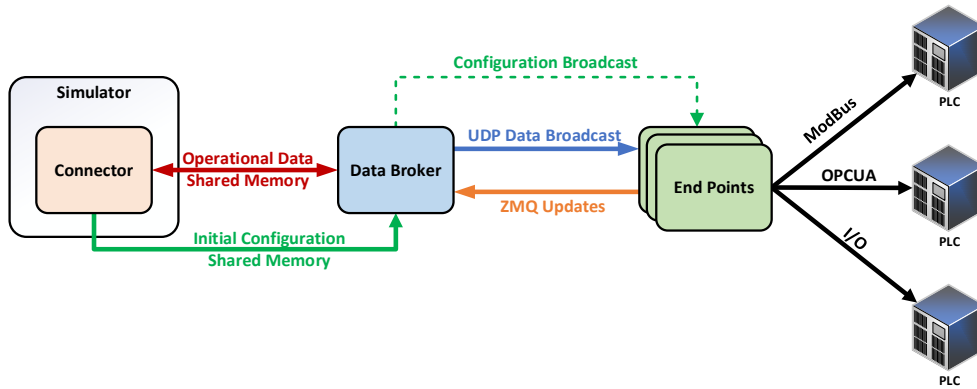 Configuration Broadcast
Simulator
Connector
Operational Data
Shared Memory
Initial Configuration
Shared Memory
Data Broker
UDP Data Broadcast
ZMQ Updates
End Points
ModBus
OPCUA
I/O
PLC
PLC
PLC